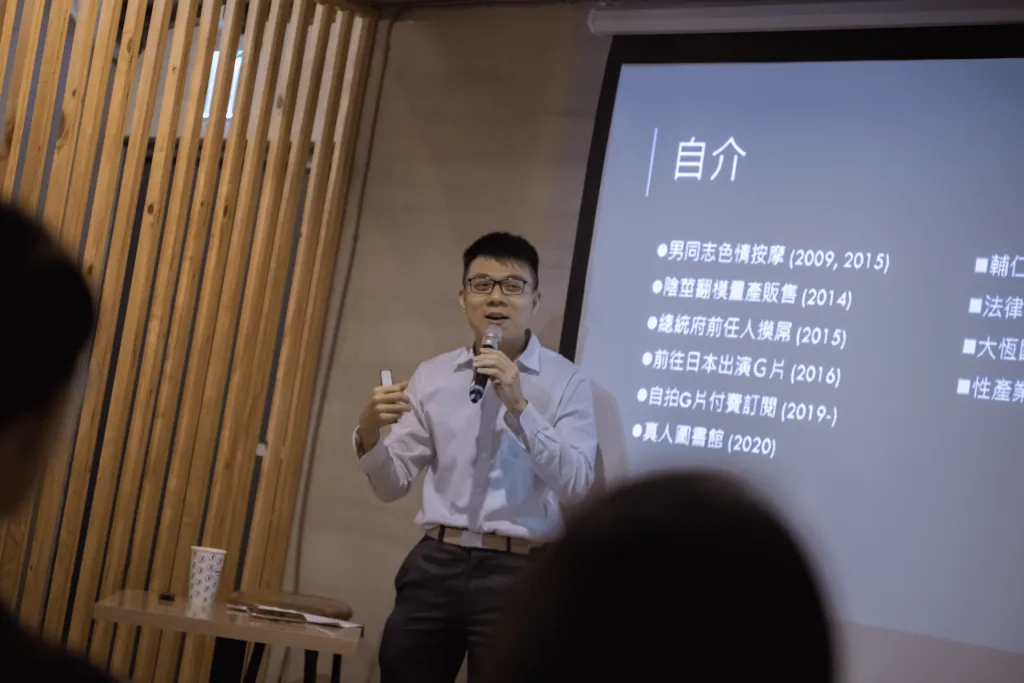 自介
●男同志色情按摩 (2009, 2015)
●陰莖翻模量產販售 (2014)
●總統府前任人摸屌 (2015)
●前往日本出演G片 (2016)
●自拍G片付費訂閱 (2019-)
●真人圖書館 (2020)
■輔仁
■法律
■大恆
■性產業